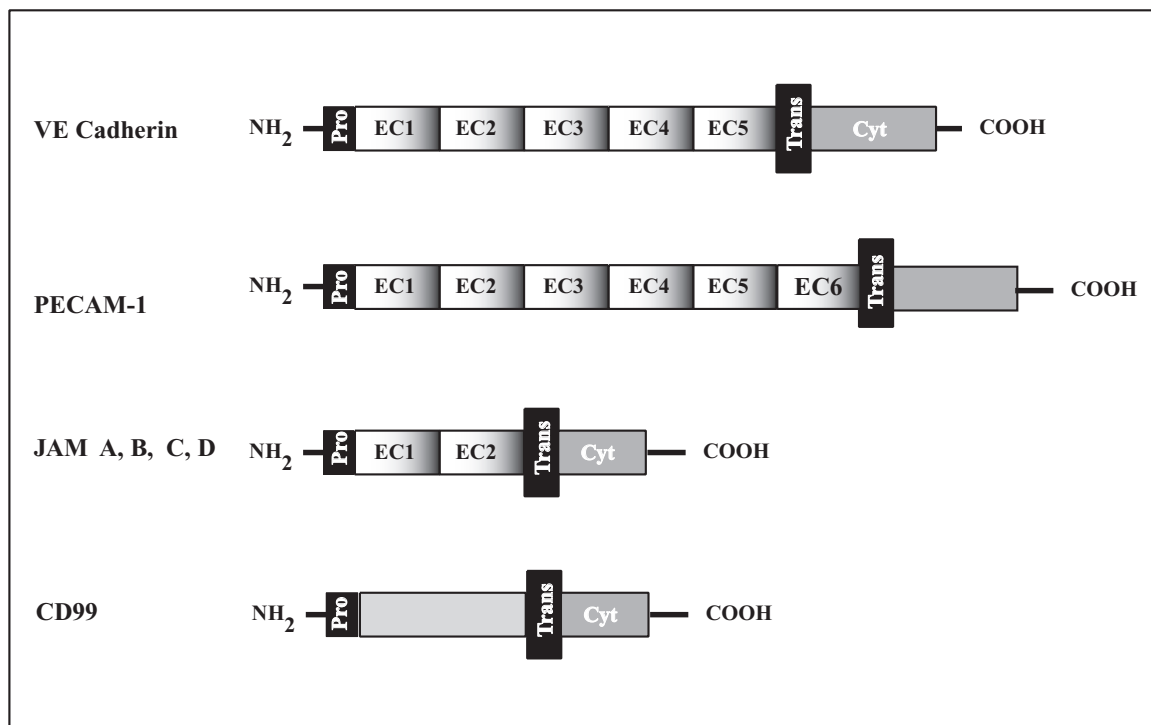 VE Cadherin NH2 Pro EC1 EC2 EC3 EC4 EC5 Trans Cyt COOH
PECAM-1 NH2 Pro EC1 EC2 EC3 EC4 EC5 EC6 Trans COOH
JAM A, B, C, D NH2 Pro EC1 EC2 Trans Cyt COOH
CD99 NH2 Pro Trans Cyt COOH